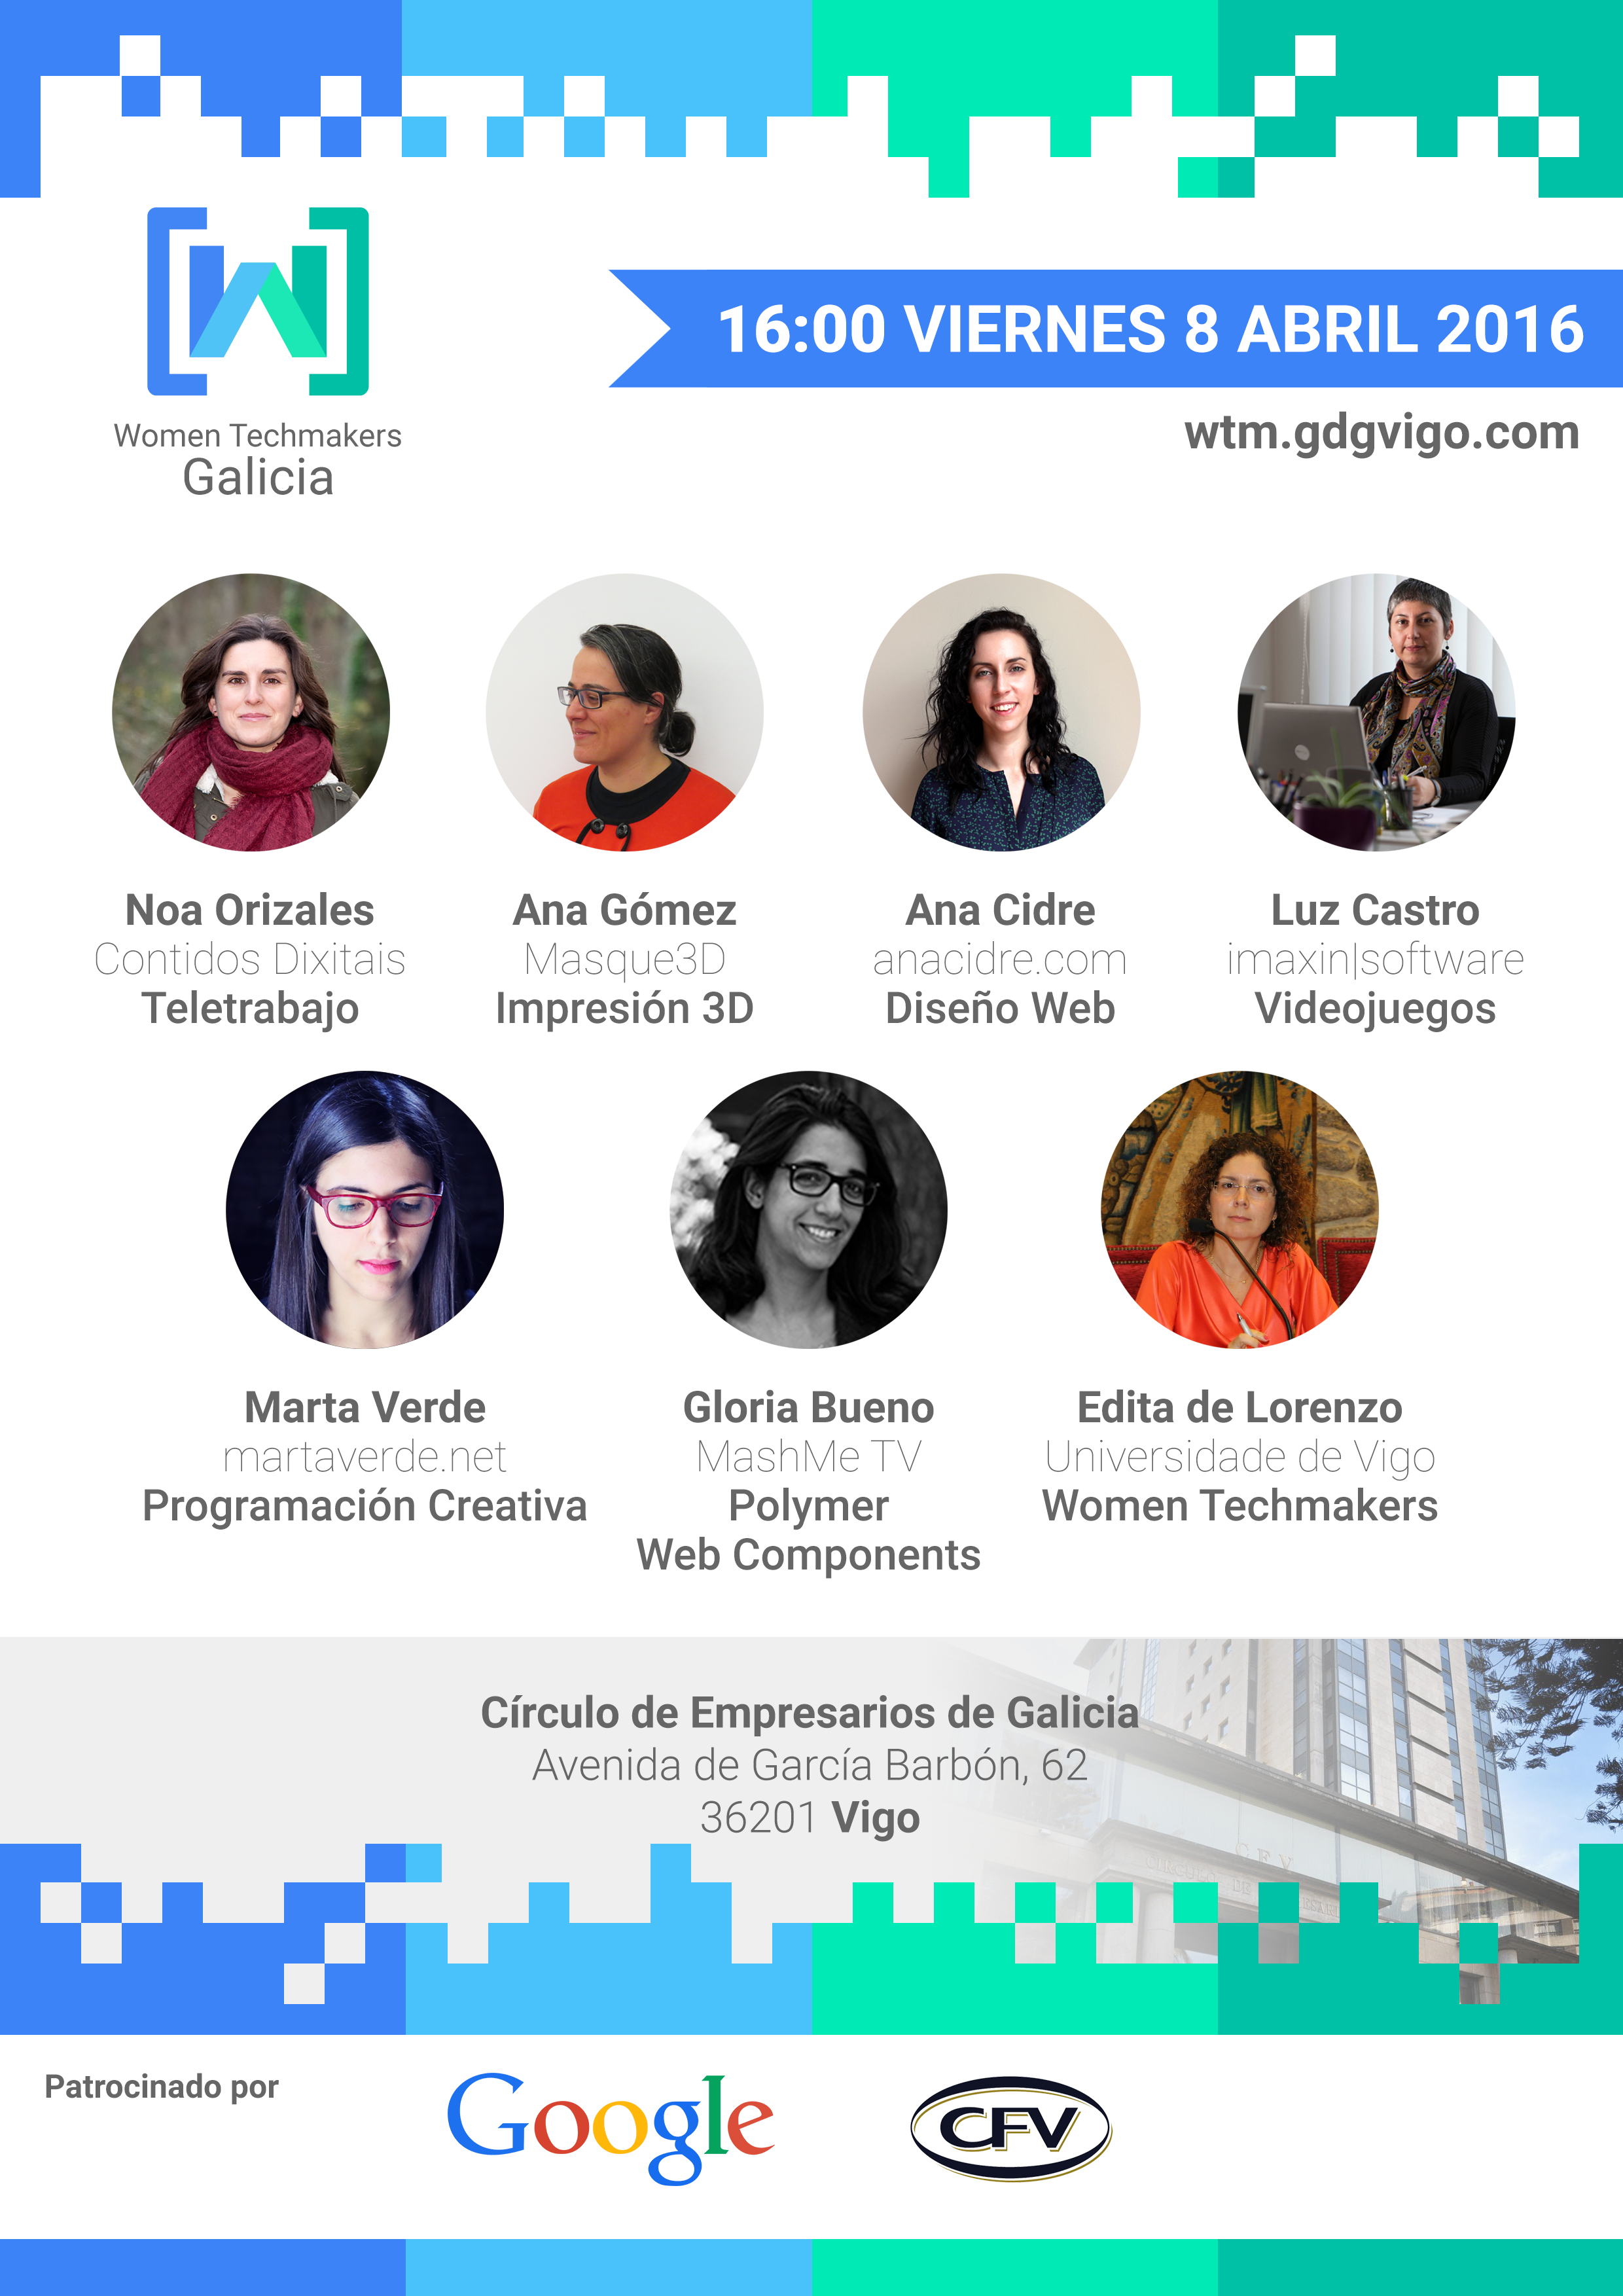 16:00 VIERNES 8 ABRIL 2016
wtm.gdgvigo.com
Women Techmakers
Galicia
Noa Orizales
Contidos Dixitais
Teletrabajo
Ana Gómez
Masque3D
Impresión 3D
Ana Cidre
anacidre.com
Diseño Web
Luz Castro
imaxin|software
Videojuegos
Marta Verde
martaverde.net
Programación Creativa
Gloria Bueno
MashMe TV
Polymer
Web Components
Edita de Lorenzo
Universidade de Vigo
Women Techmakers
Círculo de Empresarios de Galicia
Avenida de García Barbón, 62
36201 Vigo
Patrocinado por
Google
CFV